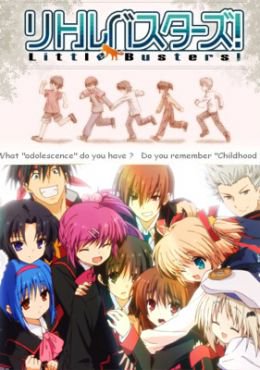 リトルバスターズ!
Little Busters!
What "adolescence" do you have ? Do you remember "Childhood